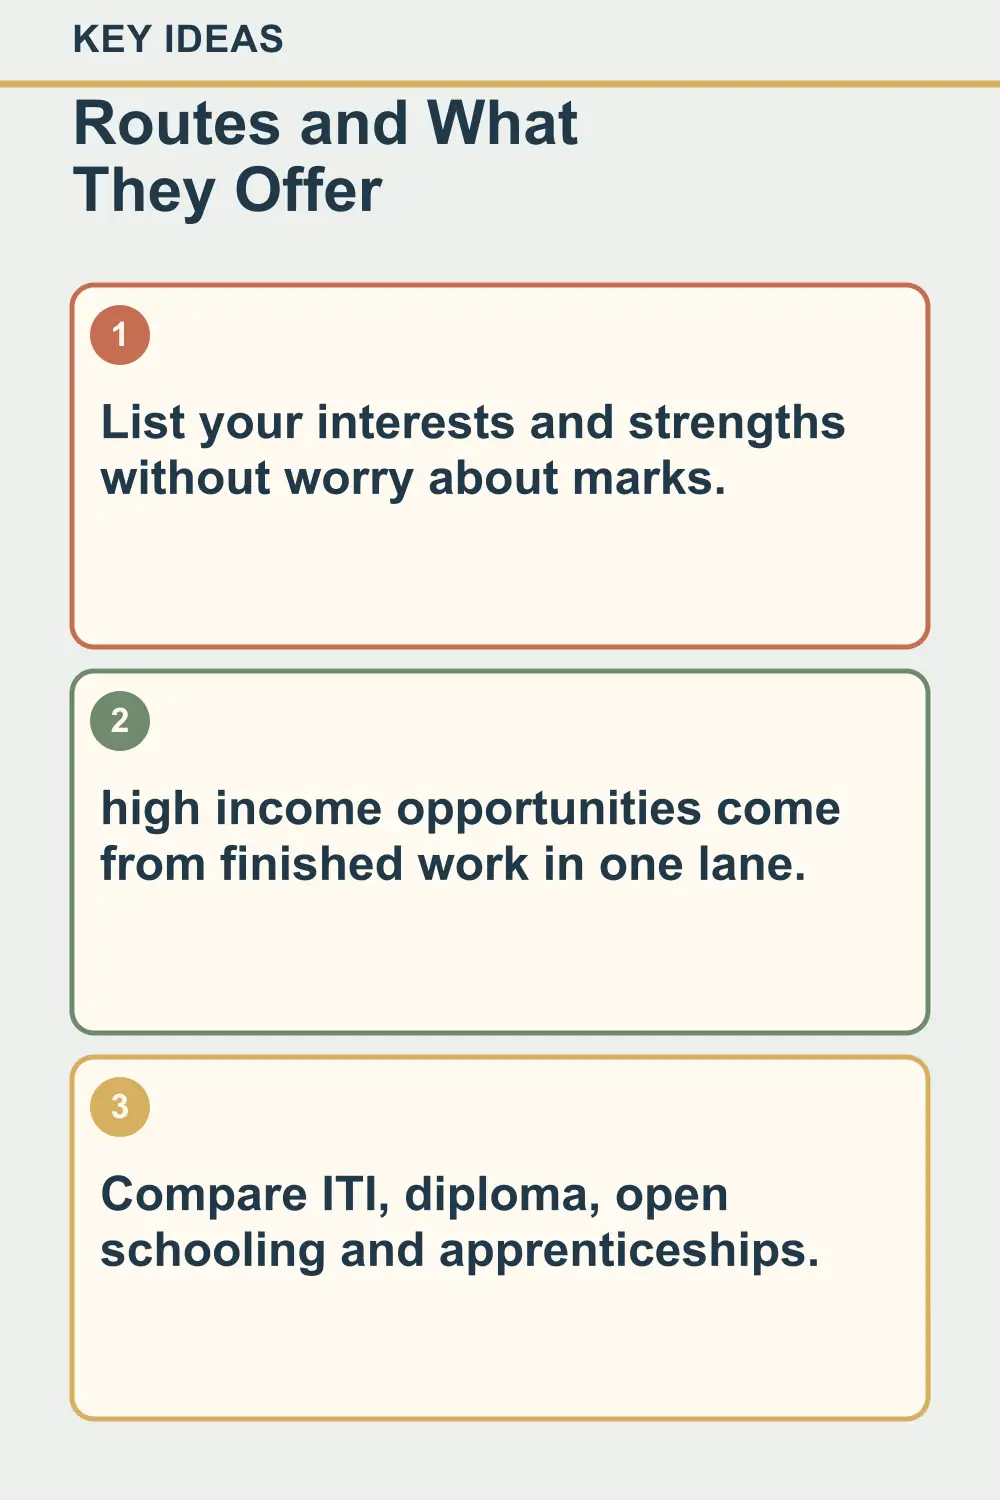 KEY IDEAS
Routes and What
They Offer
1
List your interests and strengths
without worry about marks.
2
high income opportunities come
from finished work in one lane.
3
Compare ITI, diploma, open
schooling and apprenticeships.